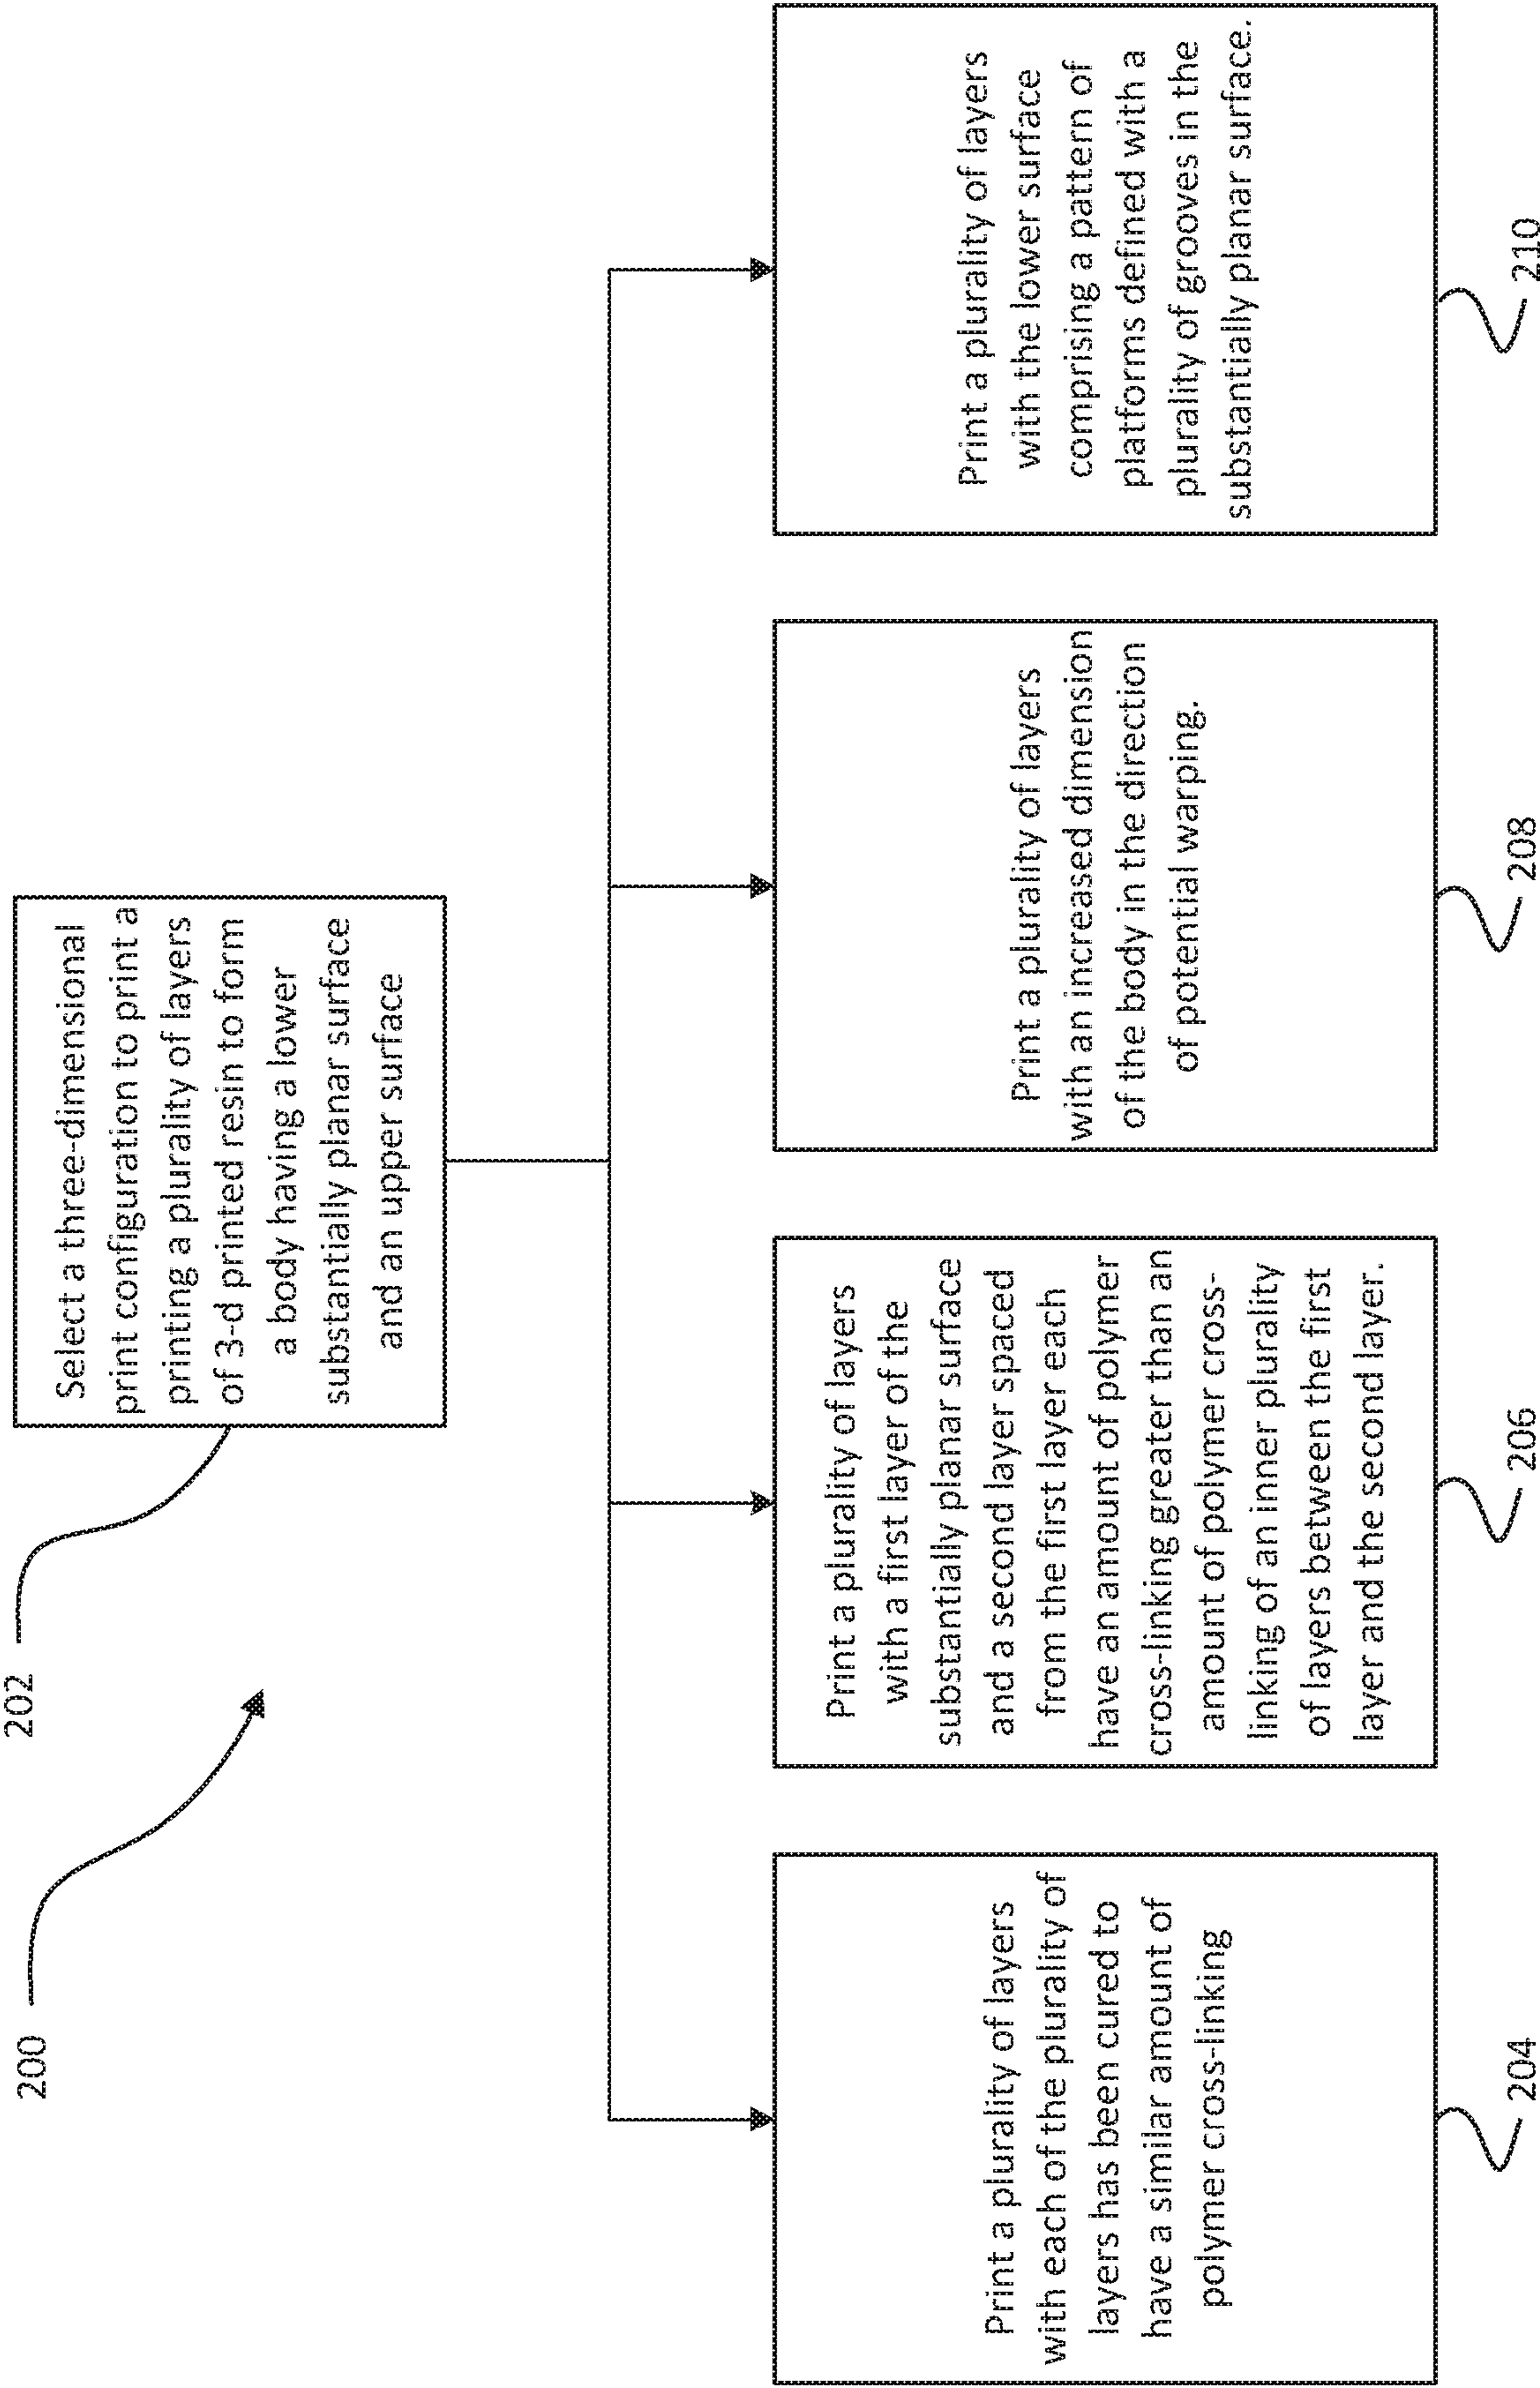 200
202
Select a three-dimensional
print configuration to print a
printing a plurality of layers
of 3-d printed resin to form
a body having a lower
substantially planar surface
and an upper surface
Print a plurality of layers
with each of the plurality of
layers has been cured to
have a similar amount of
polymer cross-linking
204
Print a plurality of layers
with a first layer of the
substantially planar surface
and a second layer spaced
from the first layer each
have an amount of polymer
cross-linking greater than an
amount of polymer cross-
linking of an inner plurality
of layers between the first
layer and the second layer.
206
Print a plurality of layers
with an increased dimension
of the body in the direction
of potential warping.
208
Print a plurality of layers
with the lower surface
comprising a pattern of
platforms defined with a
plurality of grooves in the
substantially planar surface.
210